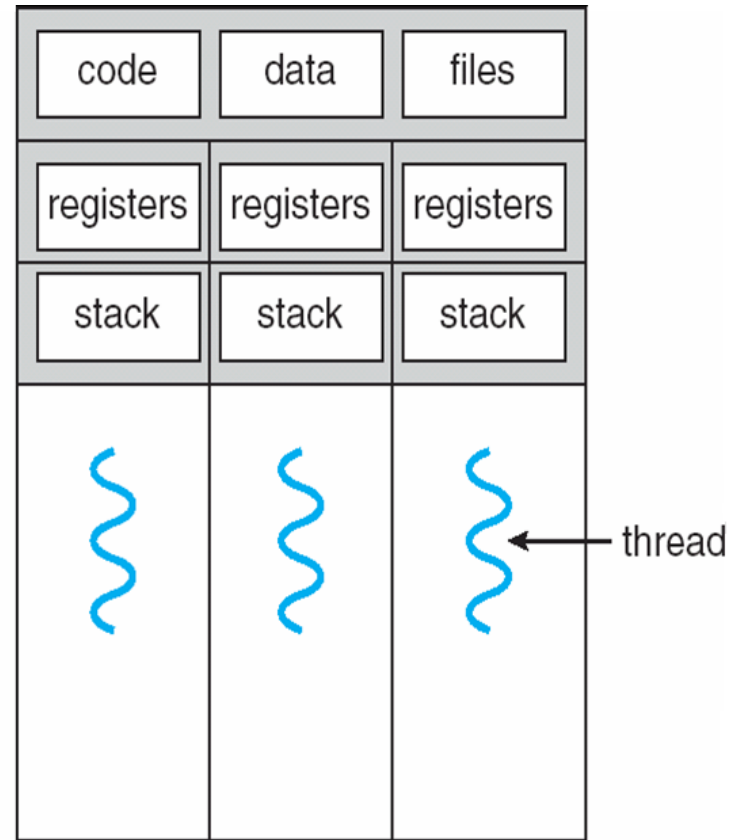 code data files
registers registers registers
stack stack stack
thread